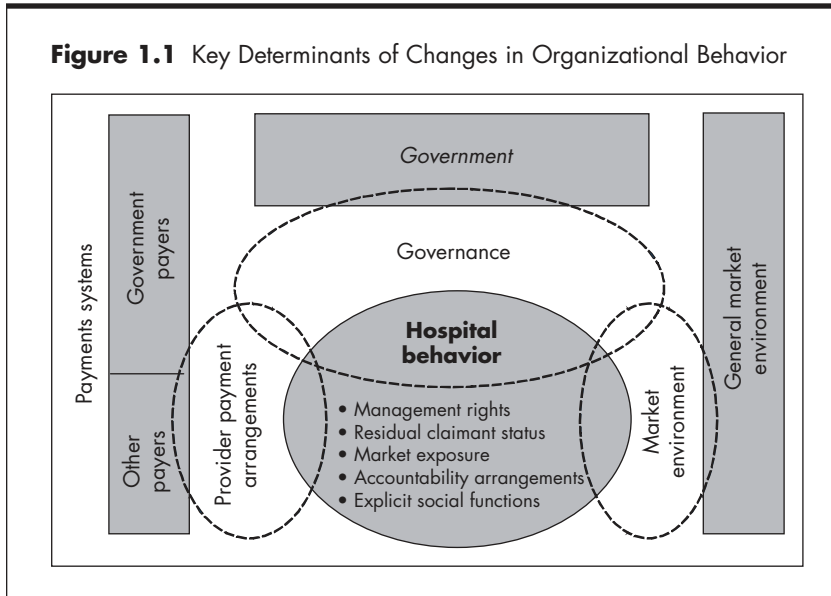 Figure 1.1 Key Determinants of Changes in Organizational Behavior
Payments systems
Government
payers
Other
payers
Provider payment
arrangements
Government
Governance
Hospital
behavior
• Management rights
• Residual claimant status
• Market exposure
• Accountability arrangements
• Explicit social functions
Market
environment
General market
environment